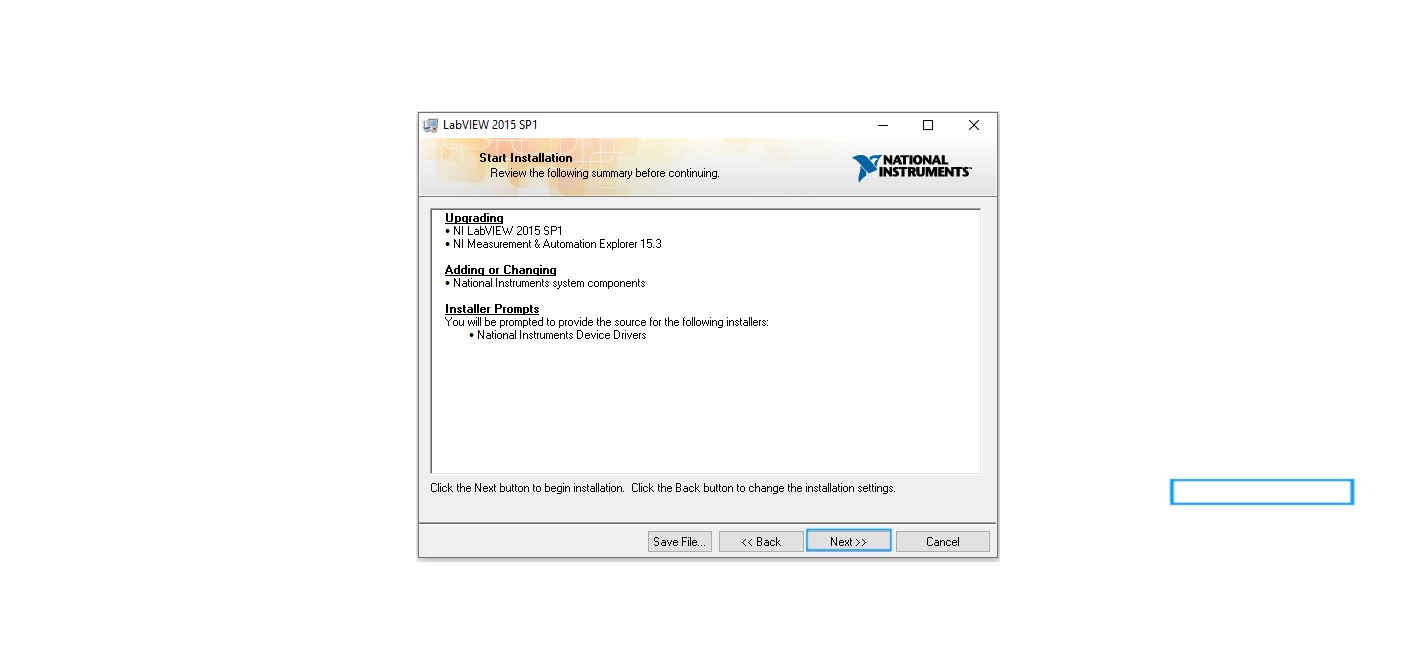 LabVIEW 2015 SP1
Start Installation
Review the following summary before continuing.
NATIONAL
INSTRUMENTS™
Upgrading
• NI LabVIEW 2015 SP1
• NI Measurement & Automation Explorer 15.3
Adding or Changing
• National Instruments system components
Installer Prompts
You will be prompted to provide the source for the following installers:
• National Instruments Device Drivers
Click the Next button to begin installation.  Click the Back button to change the installation settings.
Save File... << Back Next >> Cancel